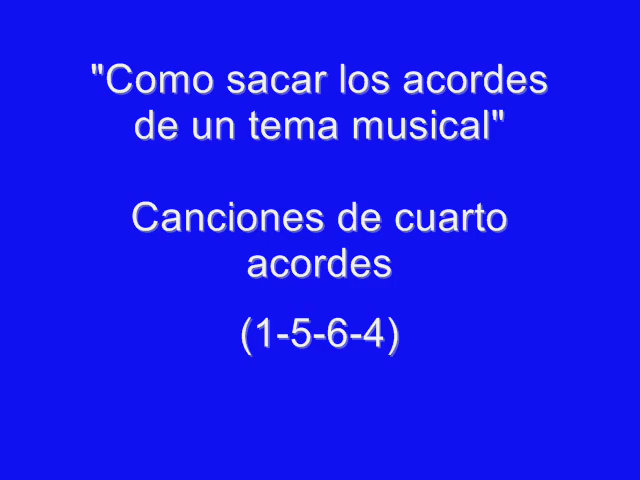 "Como sacar los acordes
de un tema musical"
Canciones de cuarto
acordes
(1-5-6-4)